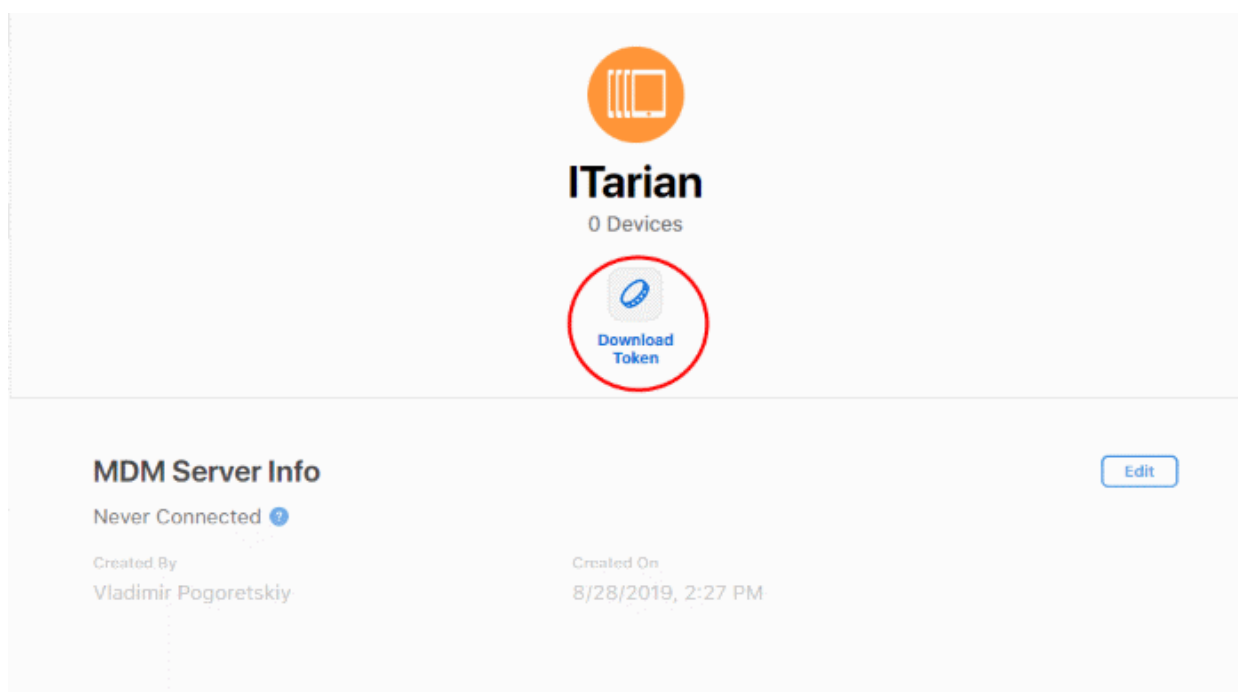 ITarian
0 Devices
Download
Token
MDM Server Info
Edit
Never Connected ?
Created By
Created On
Vladimir Pogoretskiy
8/28/2019, 2:27 PM